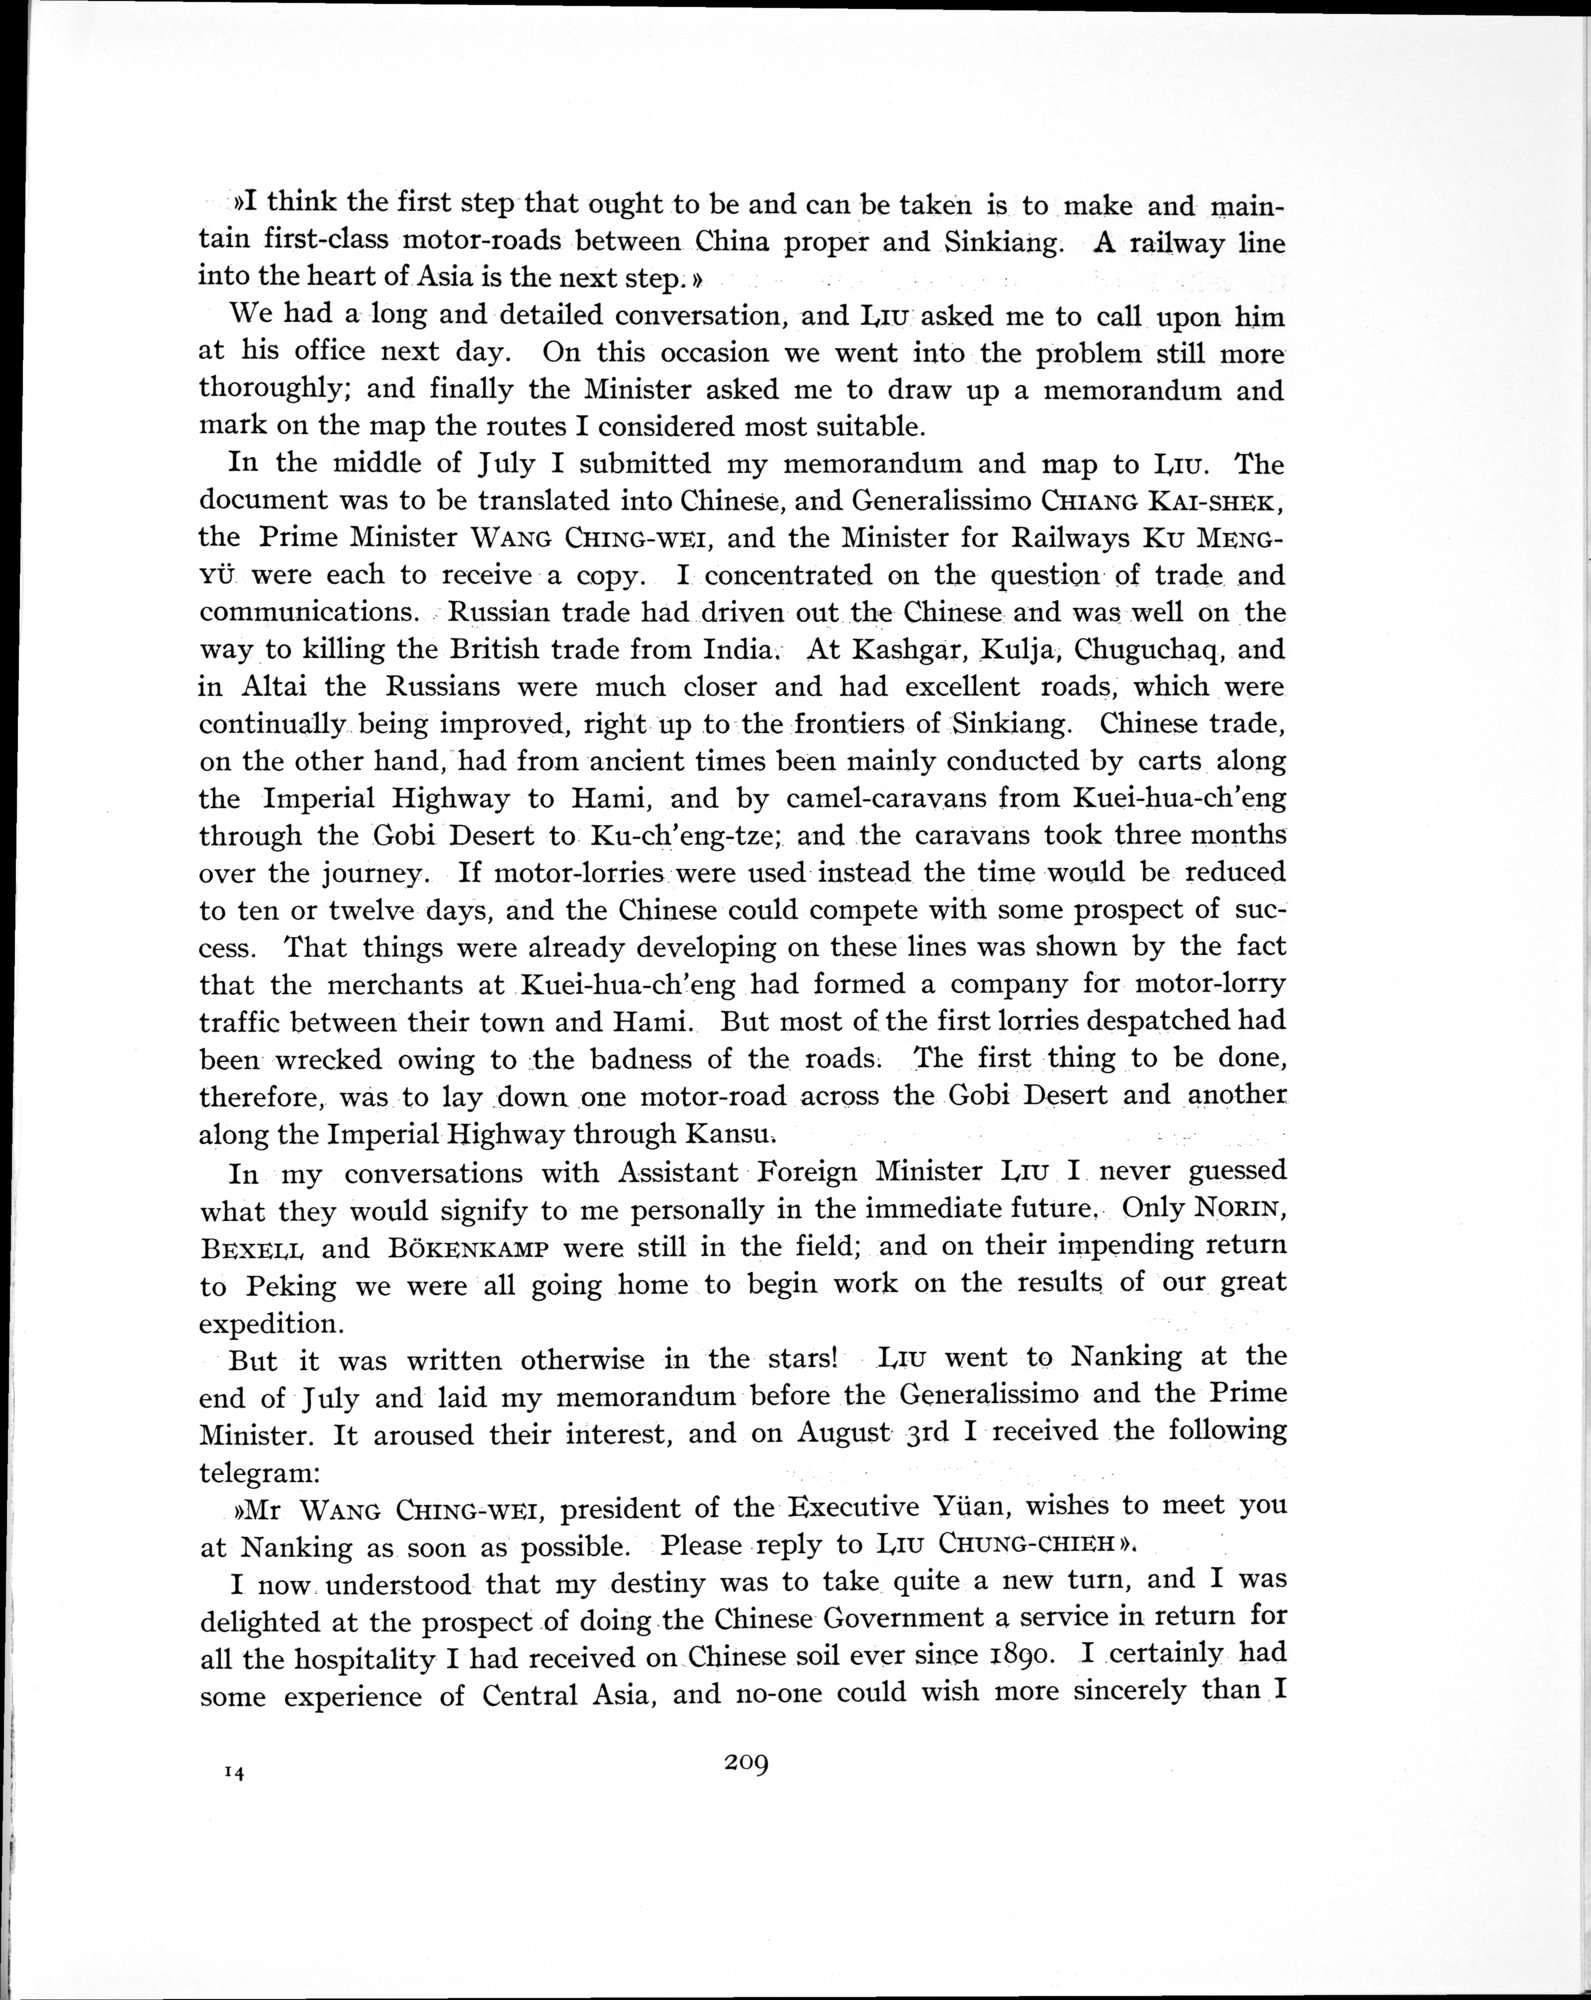 »I think the first step that ought to be and can be taken is to make and main-
tain first-class motor-roads between China proper and Sinkiang. A railway line
into the heart of Asia is the next step.»
We had a long and detailed conversation, and LIU asked me to call upon him
at his office next day. On this occasion we went into the problem still more
thoroughly; and finally the Minister asked me to draw up a memorandum and
mark on the map the routes I considered most suitable.
In the middle of July I submitted my memorandum and map to LIU. The
document was to be translated into Chinese, and Generalissimo CHIANG KAI-SHEK,
the Prime Minister WANG CHING-WEI, and the Minister for Railways KU MENG-
YÜ were each to receive a copy. I concentrated on the question of trade and
communications. Russian trade had driven out the Chinese and was well on the
way to killing the British trade from India. At Kashgar, Kulja, Chuguchaq, and
in Altai the Russians were much closer and had excellent roads, which were
continually being improved, right up to the frontiers of Sinkiang. Chinese trade,
on the other hand, had from ancient times been mainly conducted by carts along
the Imperial Highway to Hami, and by camel-caravans from Kuei-hua-ch'eng
through the Gobi Desert to Ku-ch'eng-tze; and the caravans took three months
over the journey. If motor-lorries were used instead the time would be reduced
to ten or twelve days, and the Chinese could compete with some prospect of suc-
cess. That things were already developing on these lines was shown by the fact
that the merchants at Kuei-hua-ch'eng had formed a company for motor-lorry
traffic between their town and Hami. But most of the first lorries despatched had
been wrecked owing to the badness of the roads. The first thing to be done,
therefore, was to lay down one motor-road across the Gobi Desert and another
along the Imperial Highway through Kansu.
In my conversations with Assistant Foreign Minister LIU I never guessed
what they would signify to me personally in the immediate future. Only NORIN,
BEXELL and BÖKENKAMP were still in the field; and on their impending return
to Peking we were all going home to begin work on the results of our great
expedition.
But it was written otherwise in the stars! LIU went to Nanking at the
end of July and laid my memorandum before the Generalissimo and the Prime
Minister. It aroused their interest, and on August 3rd I received the following
telegram:
»Mr WANG CHING-WEI, president of the Executive Yüan, wishes to meet you
at Nanking as soon as possible. Please reply to LIU CHUNG-CHIEH».
I now understood that my destiny was to take quite a new turn, and I was
delighted at the prospect of doing the Chinese Government a service in return for
all the hospitality I had received on Chinese soil ever since 1890. I certainly had
some experience of Central Asia, and no-one could wish more sincerely than I
14
209